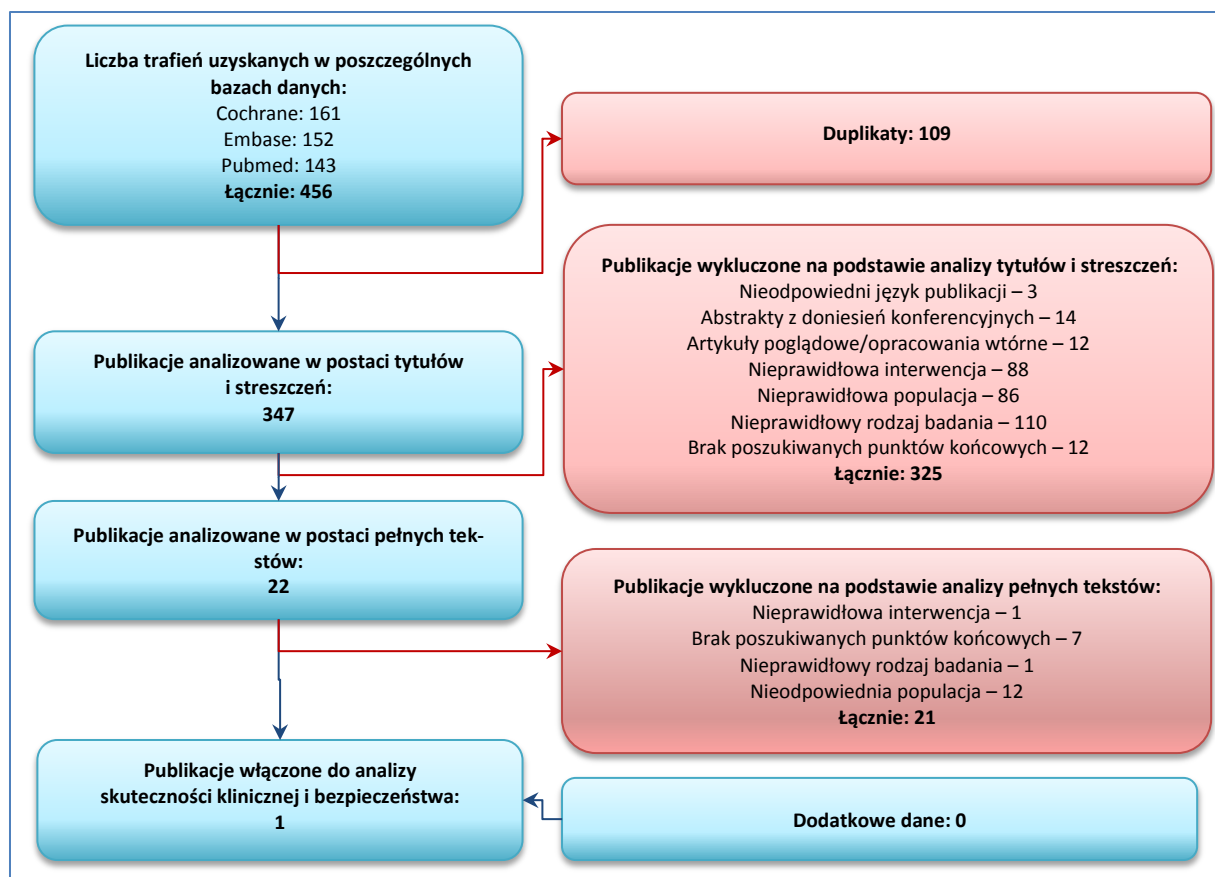 Liczba trafień uzyskanych w poszczególnych
bazach danych:
Cochrane: 161
Embase: 152
Pubmed: 143
Łącznie: 456
Duplikaty: 109
Publikacje wykluczone na podstawie analizy tytułów i streszczeń:
Nieodpowiedni język publikacji – 3
Abstrakty z doniesień konferencyjnych – 14
Artykuły poglądowe/opracowania wtórne – 12
Nieprawidłowa interwencja – 88
Nieprawidłowa populacja – 86
Nieprawidłowy rodzaj badania – 110
Brak poszukiwanych punktów końcowych – 12
Łącznie: 325
Publikacje analizowane w postaci tytułów
i streszczeń:
347
Publikacje analizowane w postaci pełnych tek-
stów:
22
Publikacje wykluczone na podstawie analizy pełnych tekstów:
Nieprawidłowa interwencja – 1
Brak poszukiwanych punktów końcowych – 7
Nieprawidłowy rodzaj badania – 1
Nieodpowiednia populacja – 12
Łącznie: 21
Publikacje włączone do analizy
skuteczności klinicznej i bezpieczeństwa:
1
Dodatkowe dane: 0